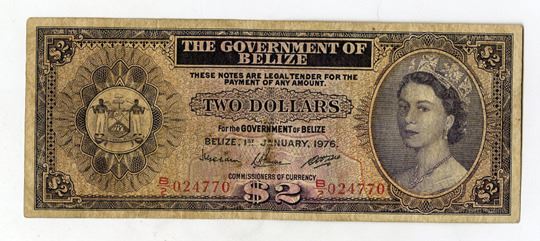 $2 $2
THE GOVERNMENT OF
BELIZE
THESE NOTES ARE LEGAL TENDER FOR THE
PAYMENT OF ANY AMOUNT.
TWO DOLLARS
For the GOVERNMENT OF BELIZE
BELIZE, 1ST JANUARY, 1976.
COMMISSIONERS OF CURRENCY
B/2 024770 B/2 024770
$2 $2 $2